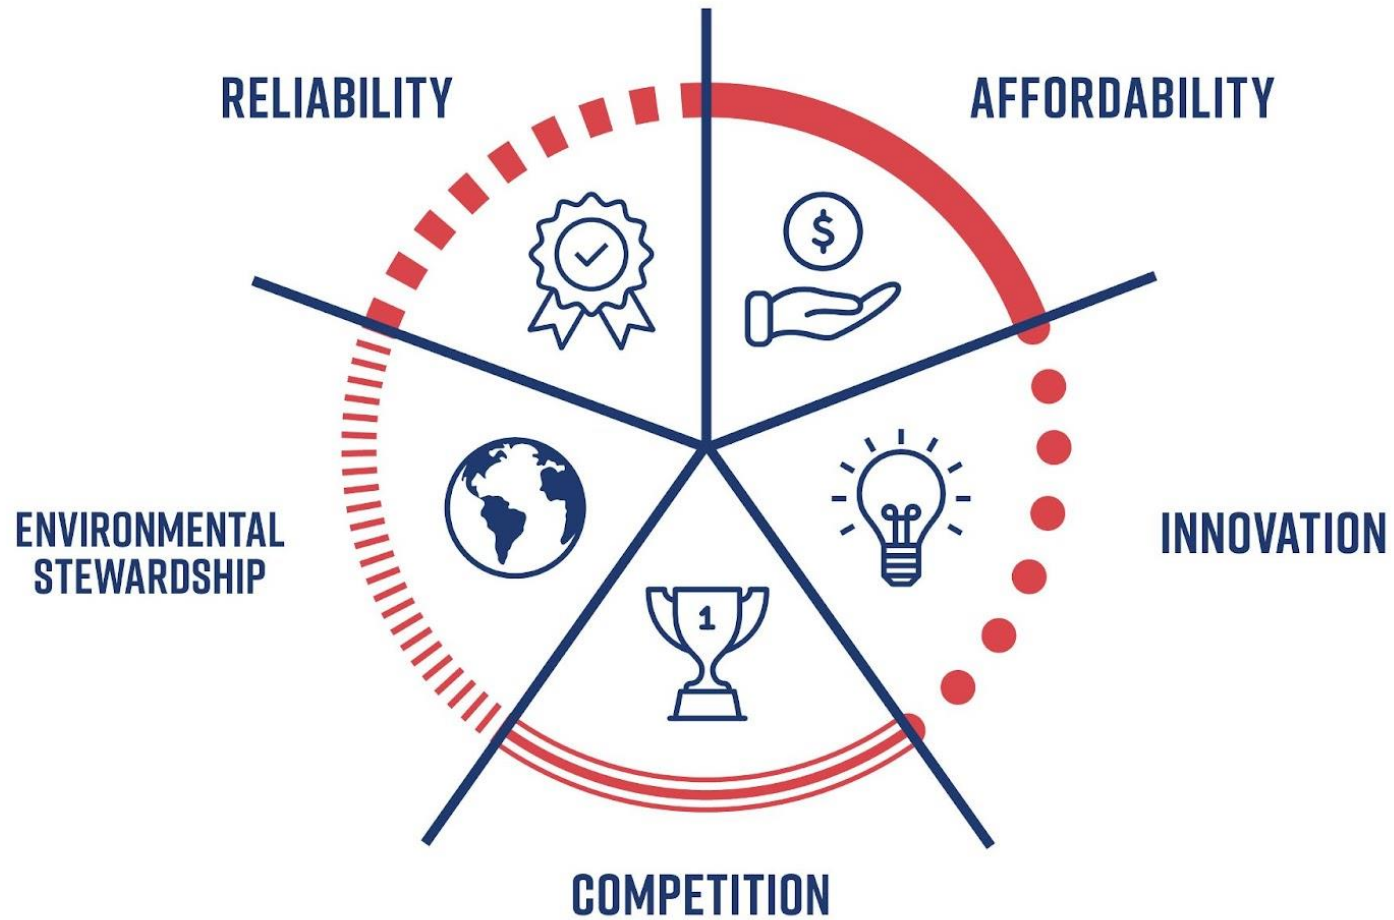 RELIABILITY
AFFORDABILITY
$
ENVIRONMENTAL
STEWARDSHIP
INNOVATION
1
COMPETITION